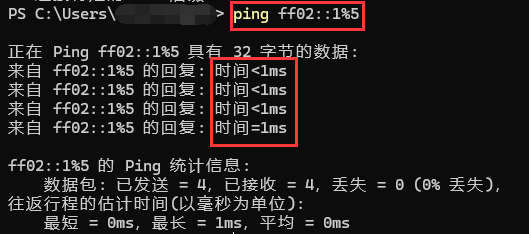 PS C:\Users\ > ping ff02::1%5
正在 Ping ff02::1%5 具有 32 字节的数据:
来自 ff02::1%5 的回复: 时间<1ms
来自 ff02::1%5 的回复: 时间<1ms
来自 ff02::1%5 的回复: 时间<1ms
来自 ff02::1%5 的回复: 时间=1ms
ff02::1%5 的 Ping 统计信息:
数据包: 已发送 = 4, 已接收 = 4, 丢失 = 0 (0% 丢失),
往返行程的估计时间(以毫秒为单位):
最短 = 0ms, 最长 = 1ms, 平均 = 0ms